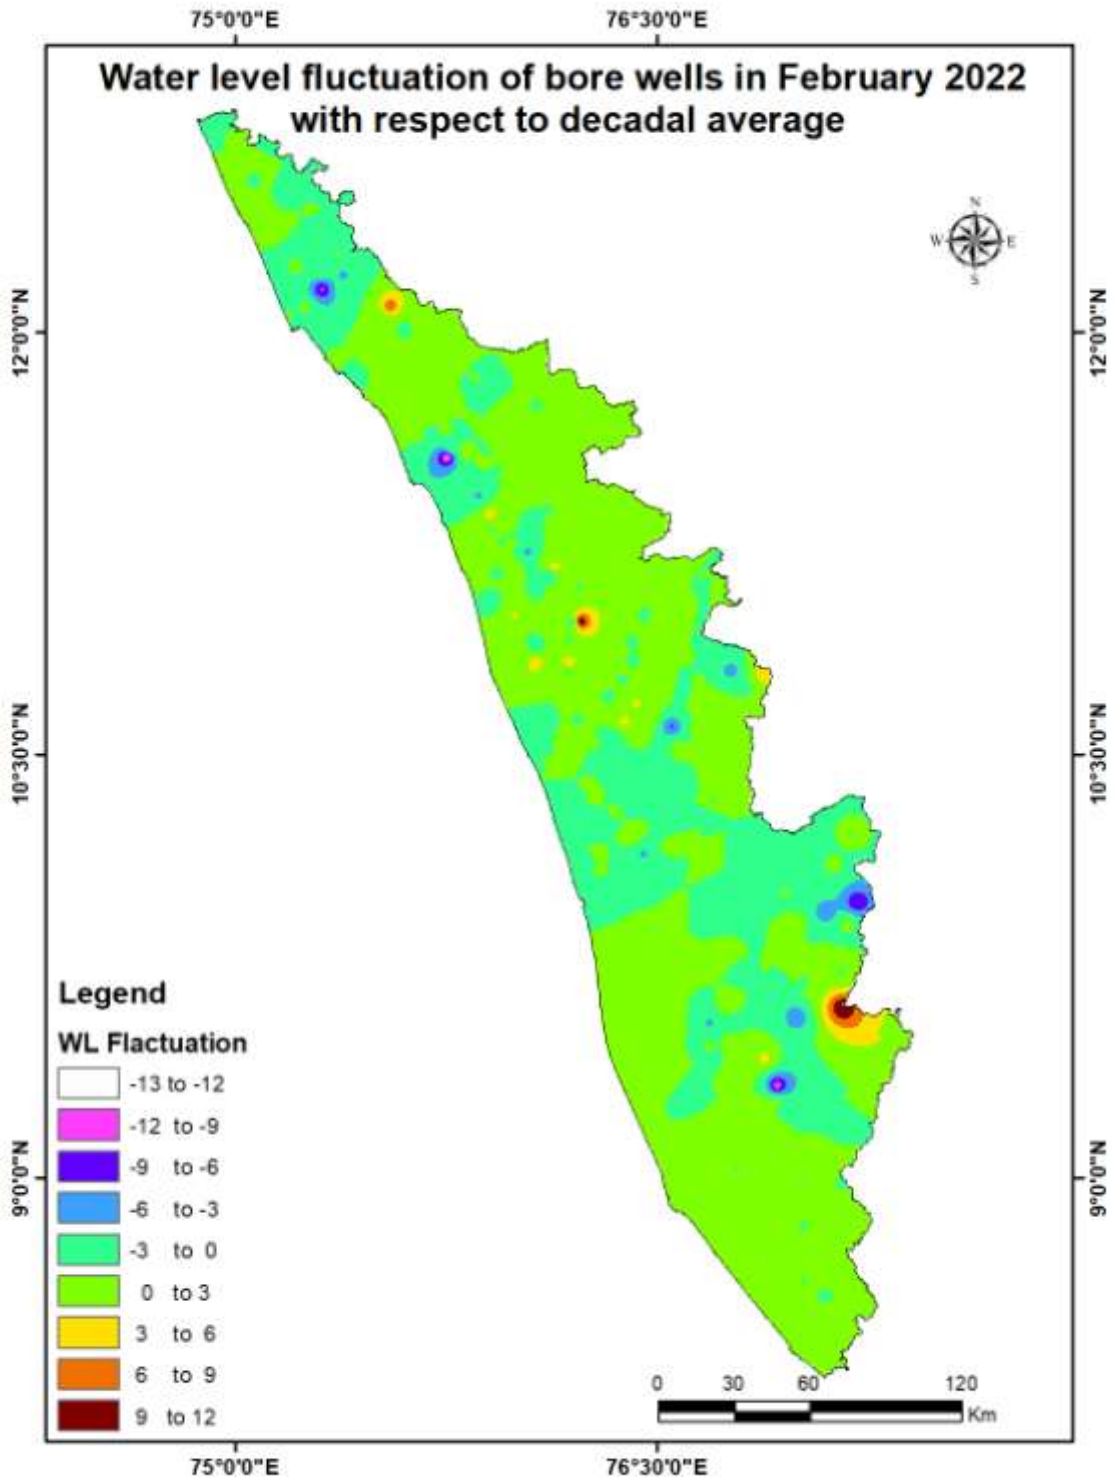 75°0'0"E 76°30'0"E
Water level fluctuation of bore wells in February 2022
with respect to decadal average
N
W E
S
12°0'0"N 12°0'0"N
10°30'0"N 10°30'0"N
9°0'0"N 9°0'0"N
Legend
WL Flactuation
-13 to -12
-12 to -9
-9 to -6
-6 to -3
-3 to 0
0 to 3
3 to 6
6 to 9
9 to 12
0 30 60 120
Km
75°0'0"E 76°30'0"E